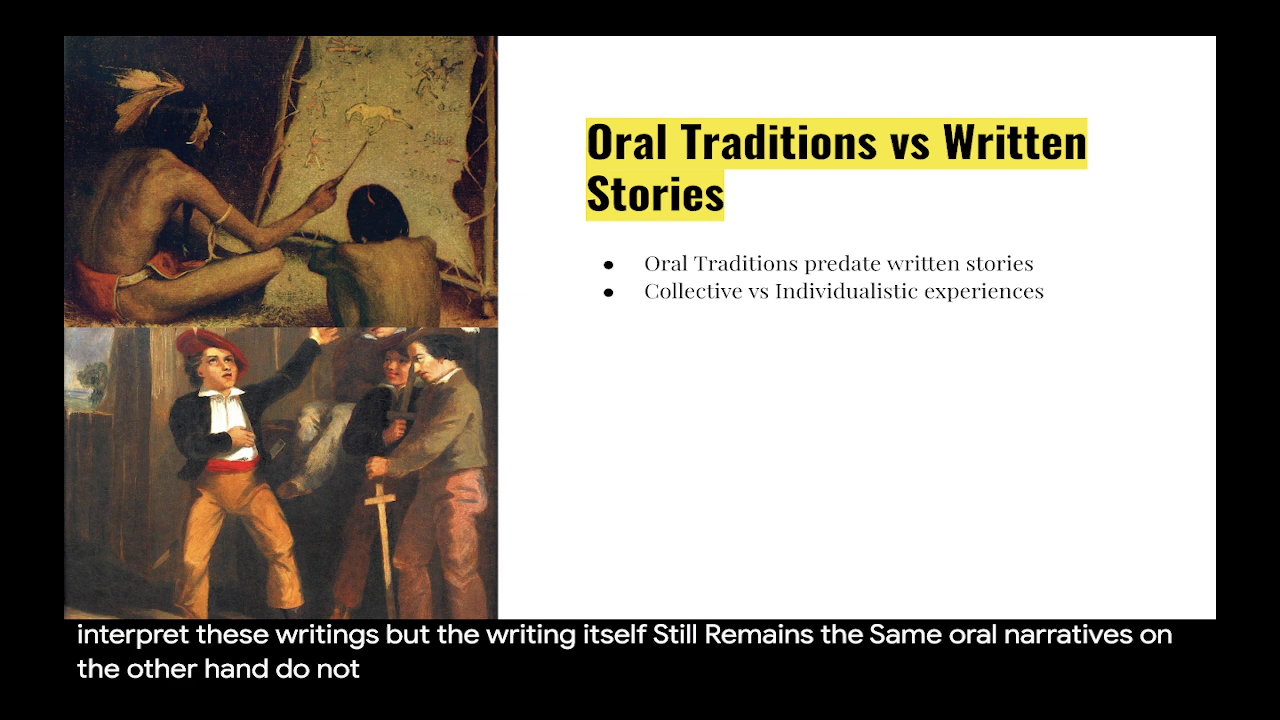 Oral Traditions vs Written
Stories
● Oral Traditions predate written stories
● Collective vs Individualistic experiences
interpret these writings but the writing itself Still Remains the Same oral narratives on
the other hand do not